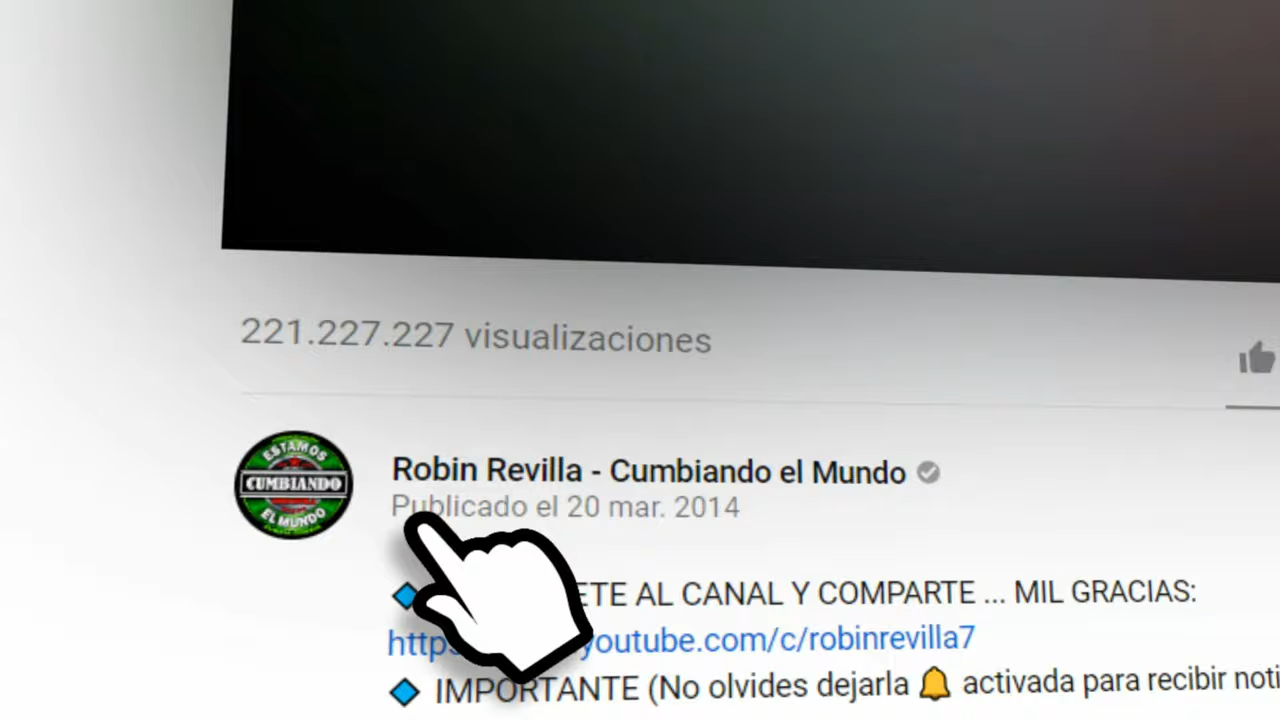 221.227.227 visualizaciones
ESTAMOS
CUMBIANDO
EL MUNDO
Robin Revilla - Cumbiando el Mundo
Publicado el 20 mar. 2014
ETE AL CANAL Y COMPARTE ... MIL GRACIAS:
youtube.com/c/robinrevilla7
IMPORTANTE (No olvides dejarla 🔔 activada para recibir noti